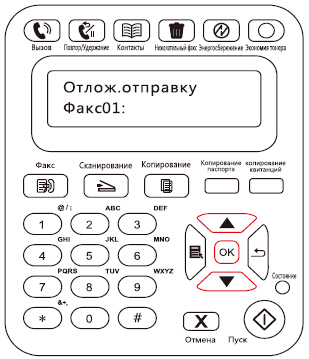 Вызов Повтор/Удержание Контакты Нежелательный факс Энергосбережение Экономия тонера
Отлож.отправку
Факс01:
Факс Сканирование Копирование Копирование паспорта копирование квитанций
@/; ABC DEF
1 2 3
GHI JKL MNO
4 5 6
OK
PQRS TUV WXYZ
7 8 9
Состояние
&+,
* 0 #
X
Отмена Пуск